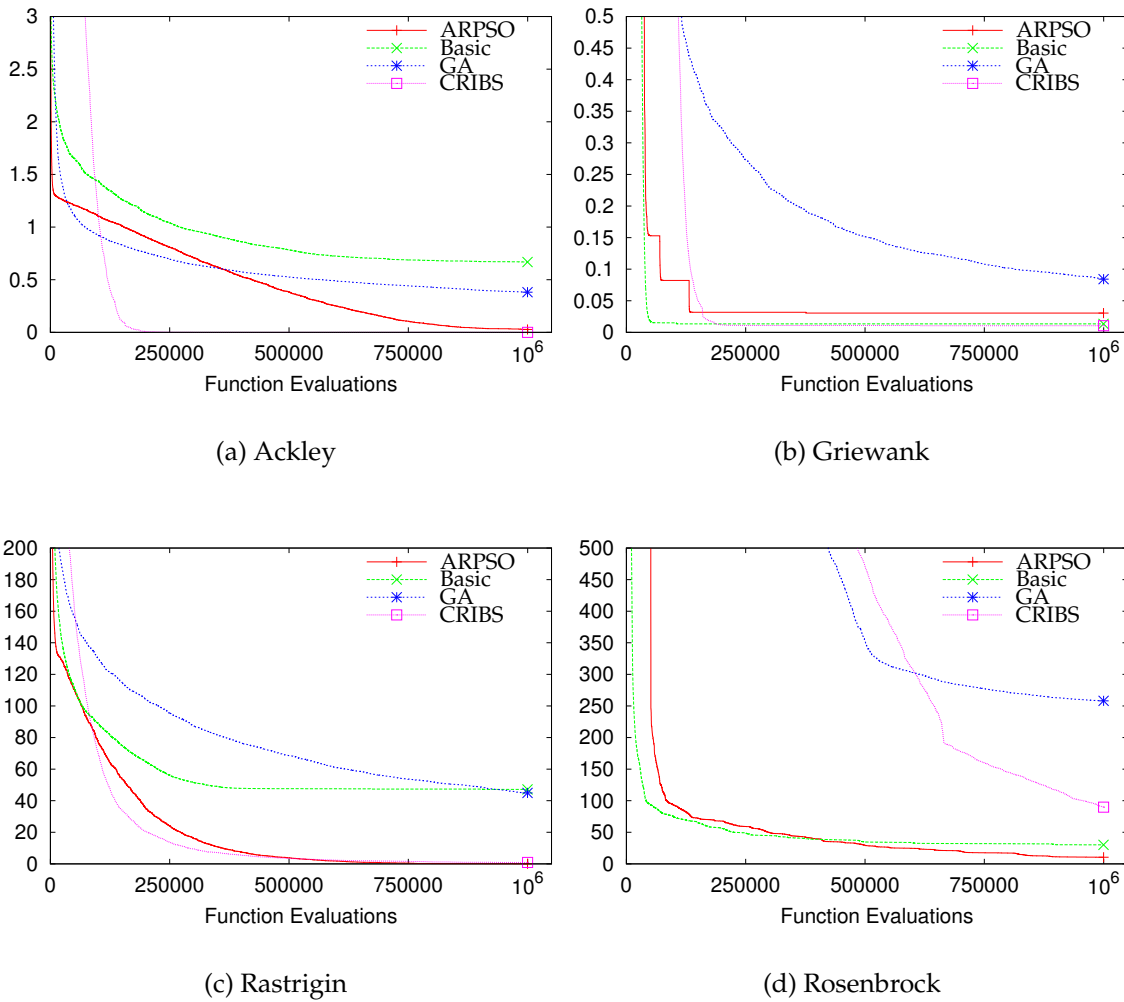 3
2.5
2
1.5
1
0.5
0
0 250000 500000 750000 10^6
Function Evaluations
ARPSO
Basic
GA
CRIBS
(a) Ackley
0.5
0.45
0.4
0.35
0.3
0.25
0.2
0.15
0.1
0.05
0
0 250000 500000 750000 10^6
Function Evaluations
ARPSO
Basic
GA
CRIBS
(b) Griewank
200
180
160
140
120
100
80
60
40
20
0
0 250000 500000 750000 10^6
Function Evaluations
ARPSO
Basic
GA
CRIBS
(c) Rastrigin
500
450
400
350
300
250
200
150
100
50
0
0 250000 500000 750000 10^6
Function Evaluations
ARPSO
Basic
GA
CRIBS
(d) Rosenbrock